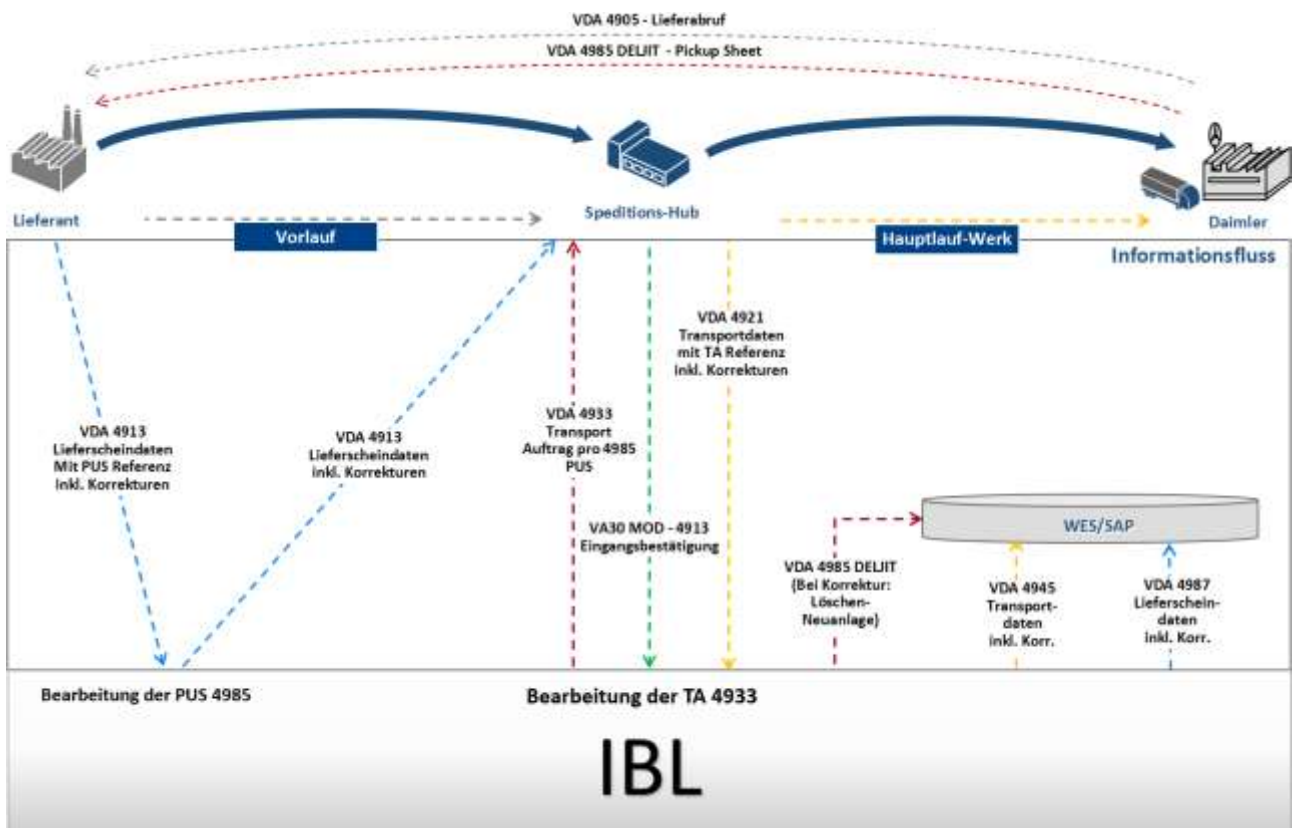 VDA 4905 - Lieferabruf
VDA 4985 DELJIT - Pickup Sheet
Lieferant
Speditions-Hub
Daimler
Vorlauf
Hauptlauf-Werk
Informationsfluss
VDA 4921
Transportdaten
mit TA Referenz
inkl. Korrekturen
VDA 4913
Lieferscheindaten
Mit PUS Referenz
inkl. Korrekturen
VDA 4913
Lieferscheindaten
inkl. Korrekturen
VDA 4933
Transport
Auftrag pro 4985
PUS
VA30 MOD - 4913
Eingangsbestätigung
WES/SAP
VDA 4985 DELJIT
(Bei Korrektur:
Löschen-
Neuanlage)
VDA 4945
Transport-
daten
inkl. Korr.
VDA 4987
Lieferschein-
daten
inkl. Korr.
Bearbeitung der PUS 4985
Bearbeitung der TA 4933
IBL